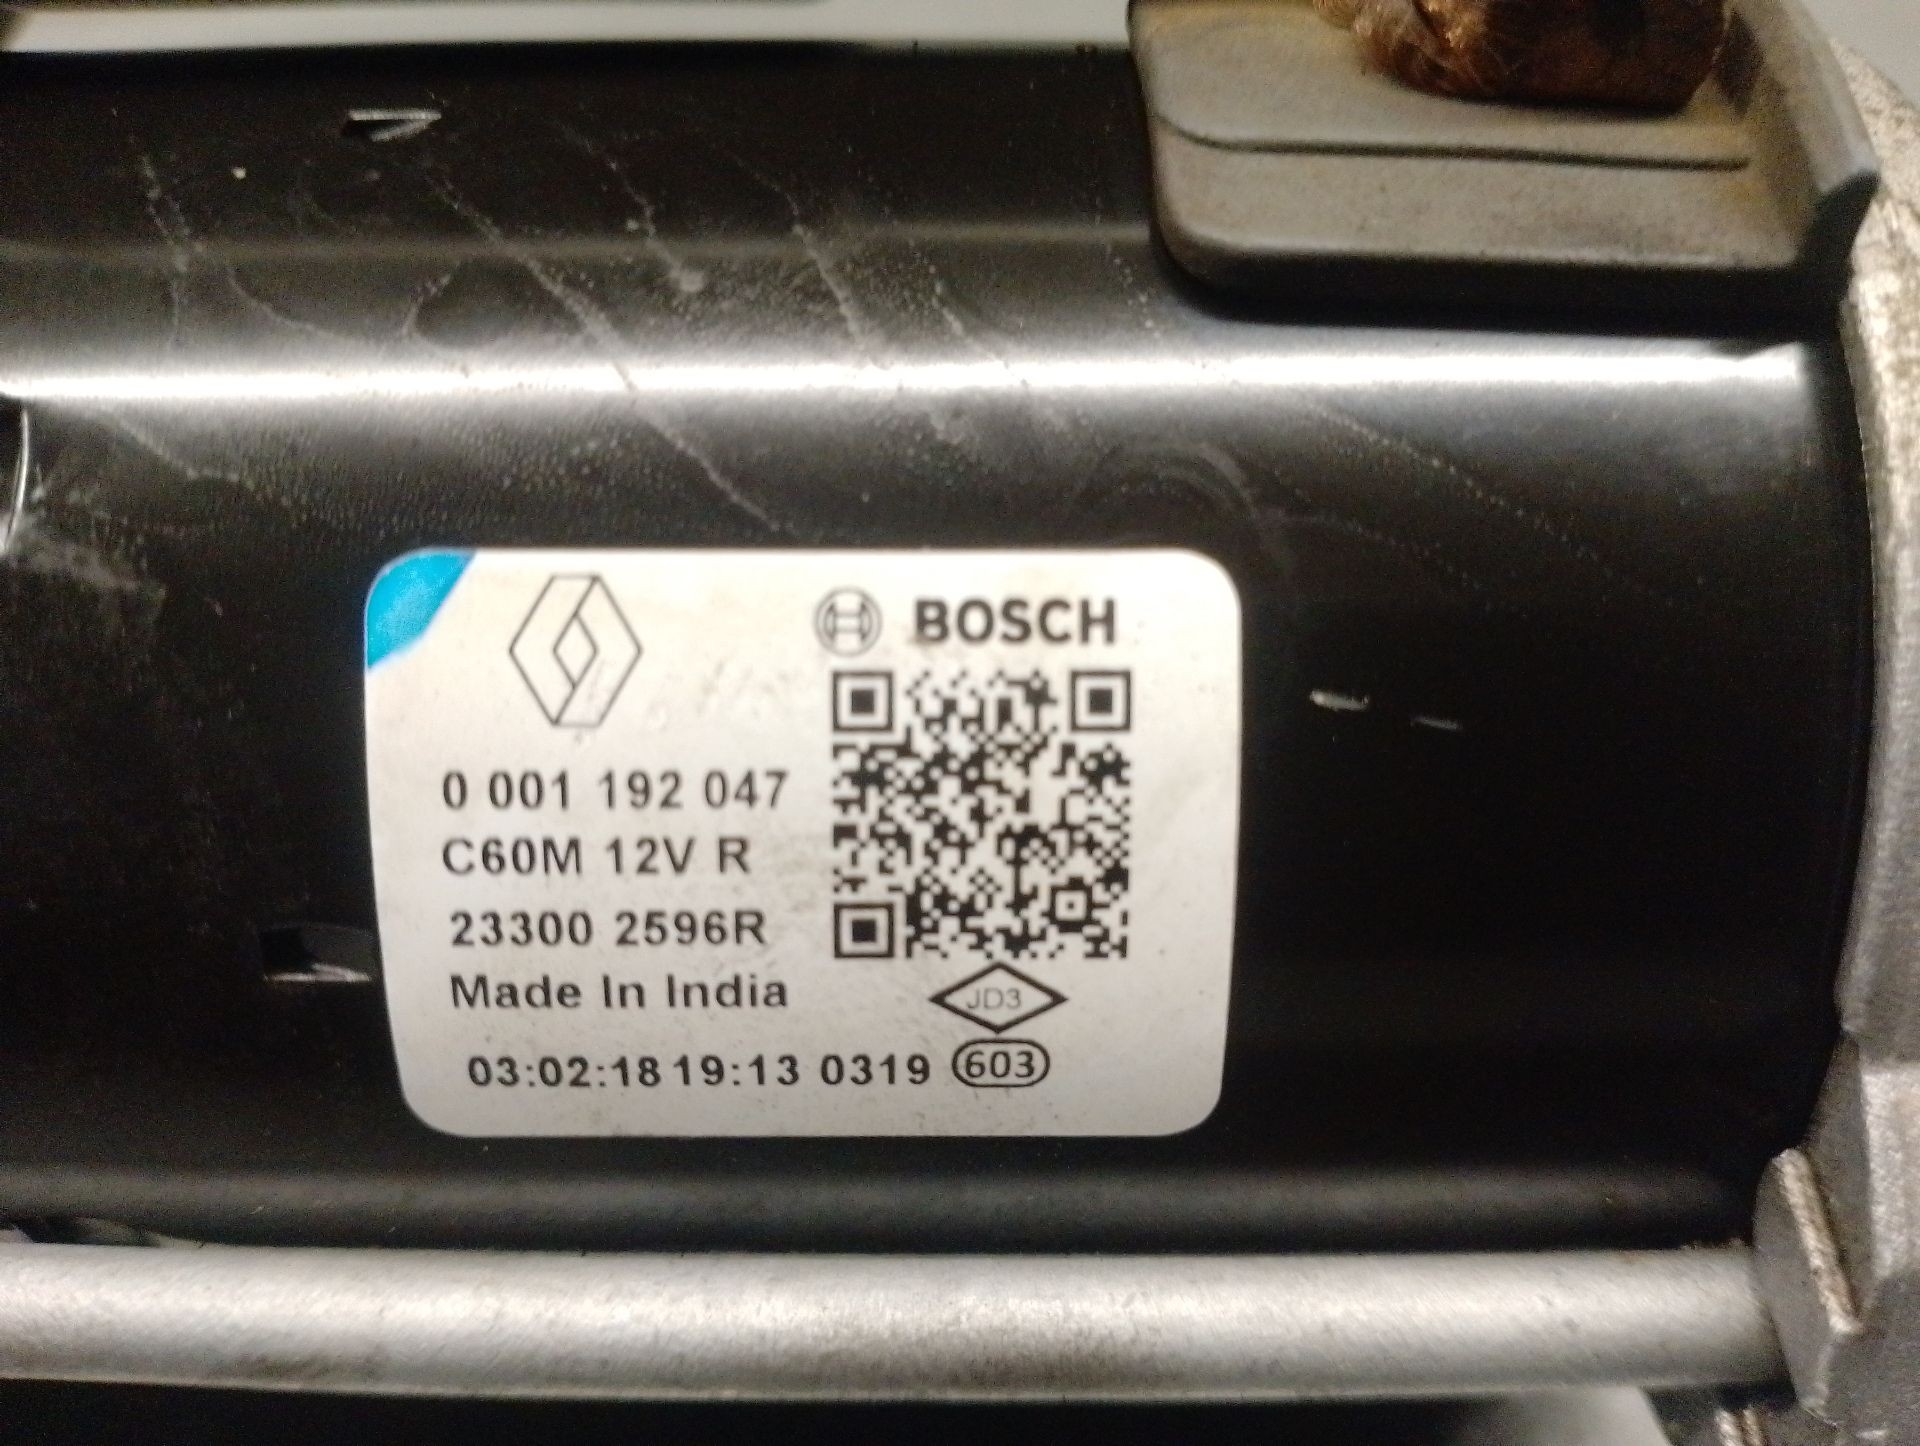 BOSCH
0 001 192 047
C60M 12V R
23300 2596R
Made In India
JD3
03:02:18 19:13 0319 603